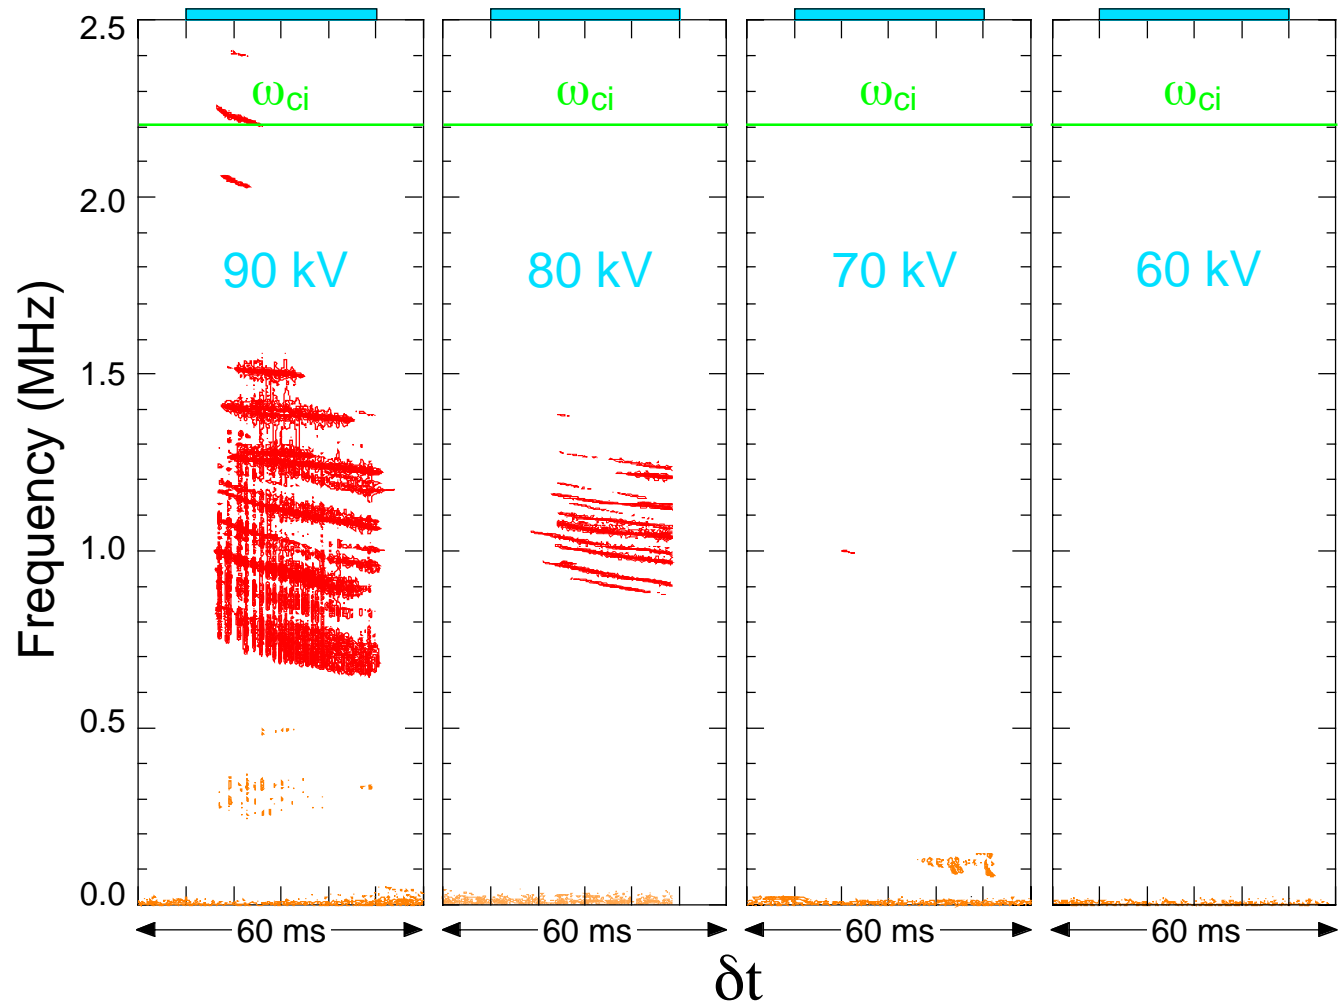 2.5
2.0
1.5
1.0
0.5
0.0
Frequency (MHz)
ωci
ωci
ωci
ωci
90 kV
80 kV
70 kV
60 kV
60 ms
60 ms
60 ms
60 ms
δt